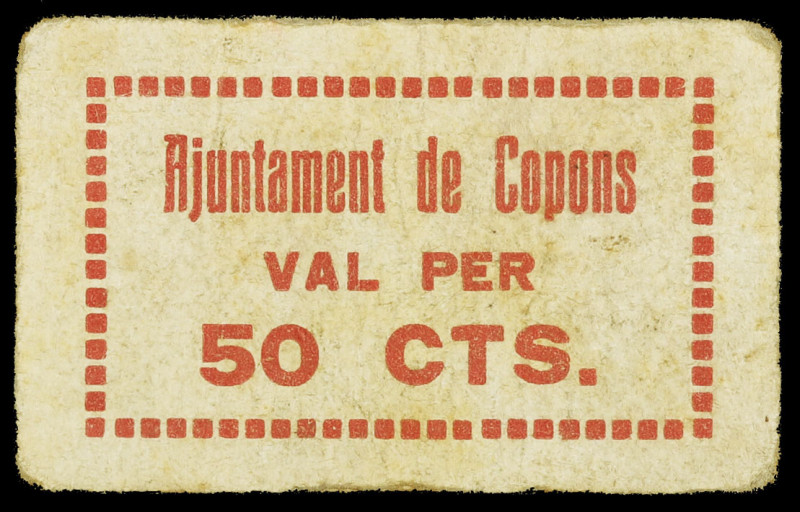 Ajuntament de Copons
VAL PER
50 CTS.